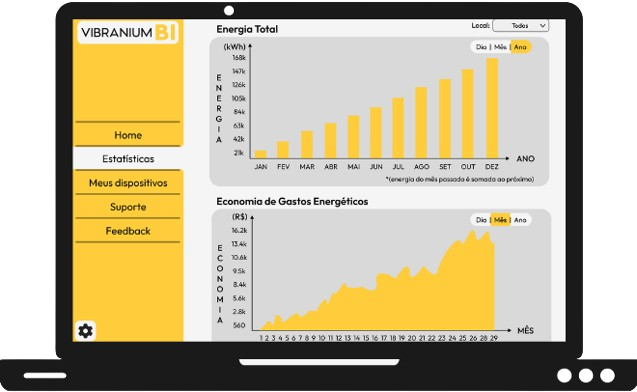 VIBRANIUM BI
Home
Estatísticas
Meus dispositivos
Suporte
Feedback
Energia Total
Local: Todos
Dia | Mês | Ano
(kWh)
168k
147k
126k
105k
84k
63k
42k
21k
ENERGIA
JAN FEV MAR ABR MAI JUN JUL AGO SET OUT DEZ
ANO
*(energia do mês passada é somada ao próximo)
Economia de Gastos Energéticos
Dia | Mês | Ano
(R$)
16.2k
13.4k
10.6k
9.5k
8.4k
5.6k
2.8k
560
ECONOMIA
1 2 3 4 5 6 7 8 9 10 11 12 13 14 15 17 16 18 19 20 21 22 23 24 25 26 28 29
MÊS